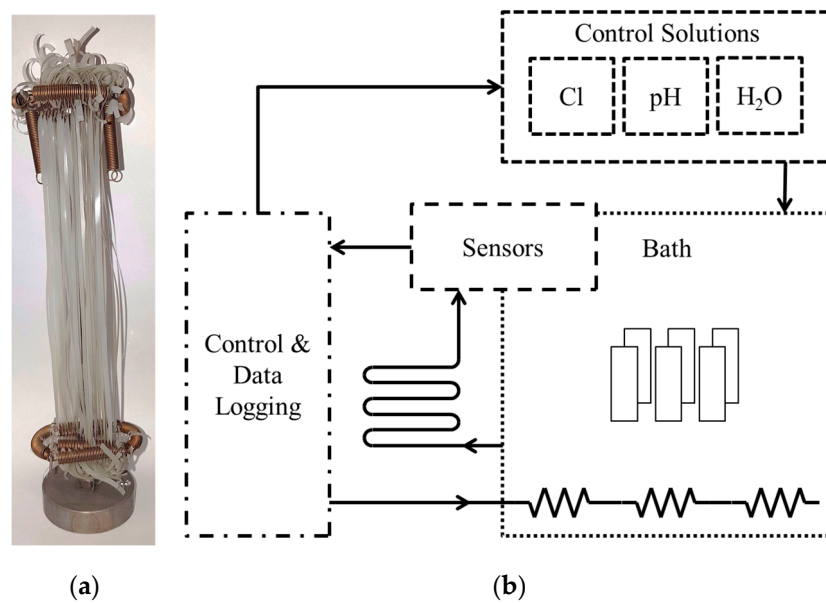 Control Solutions
Cl
pH
H₂O
Sensors
Bath
Control &
Data
Logging
(a)
(b)